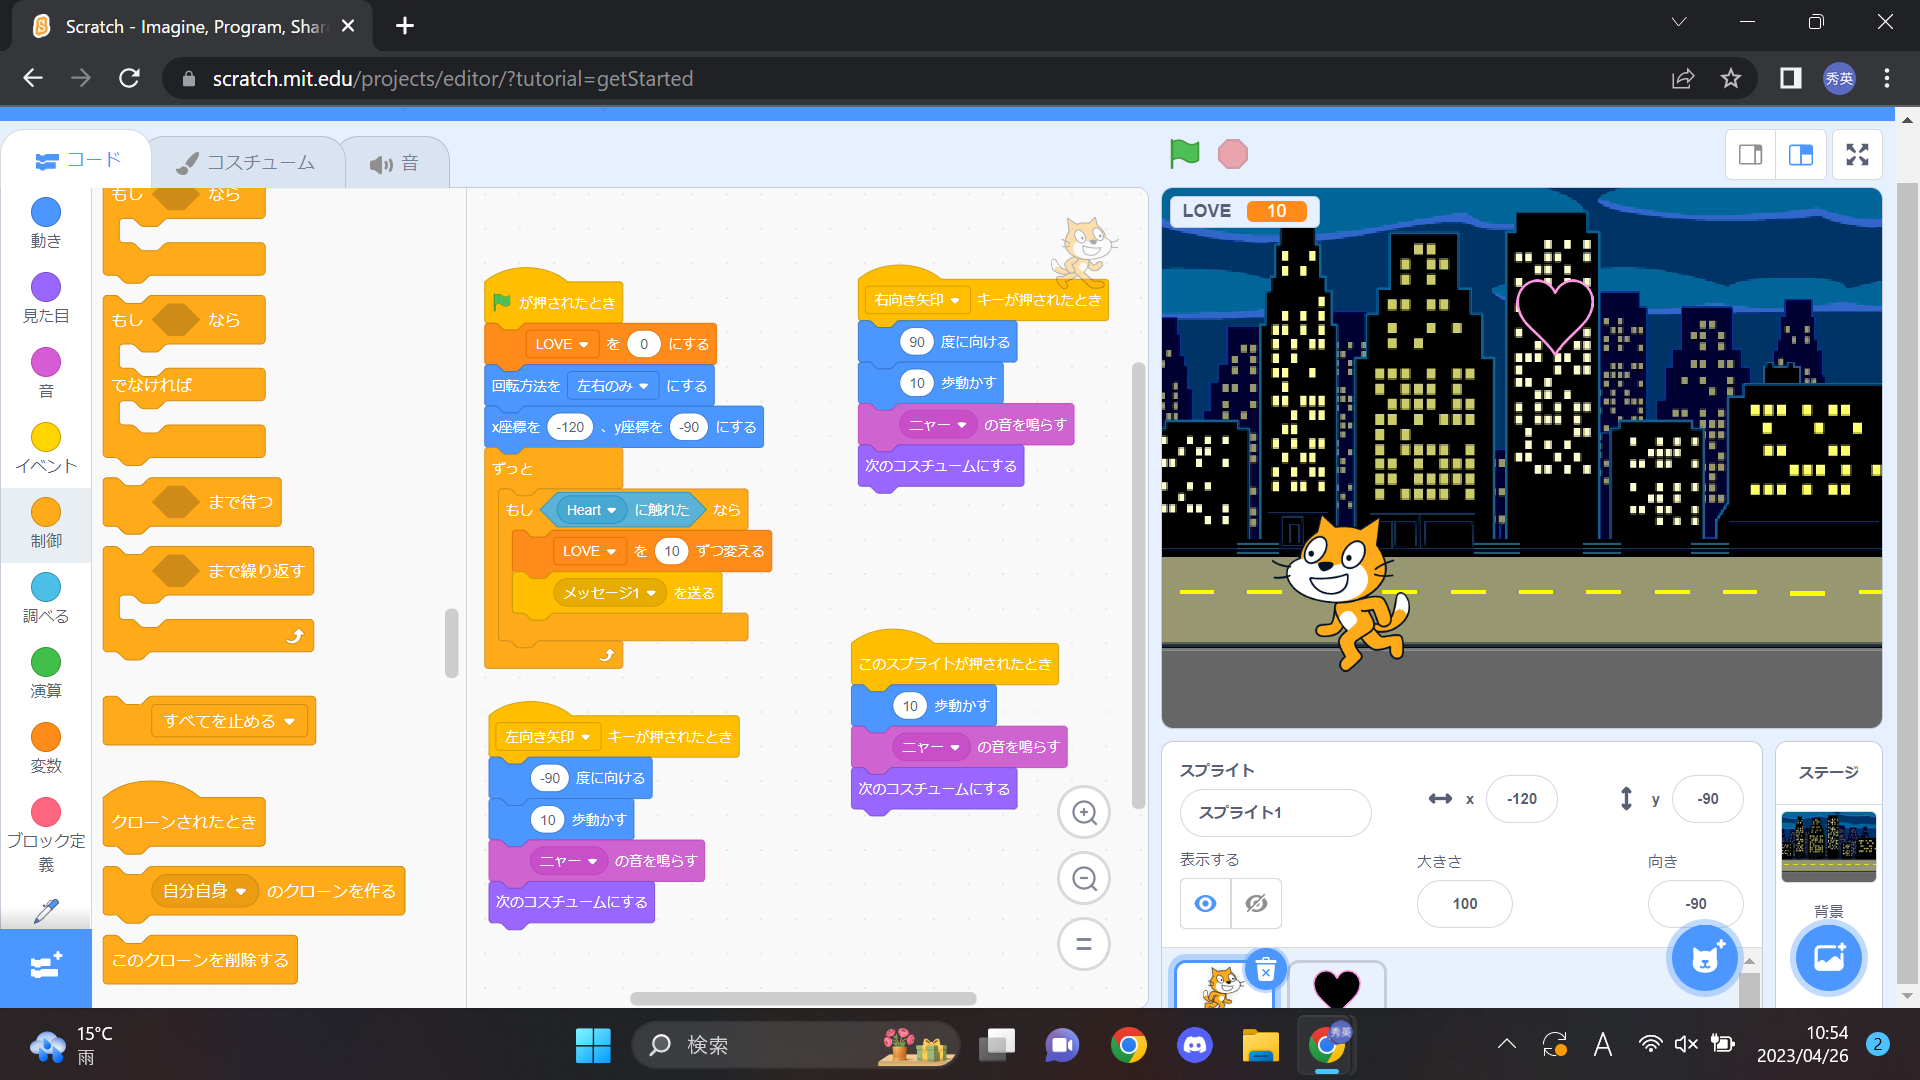 Scratch - Imagine, Program, Shar
scratch.mit.edu/projects/editor/?tutorial=getStarted
秀英
コード
コスチューム
音
動き
見た目
音
イベント
制御
調べる
演算
変数
ブロック定
義
もし なら
もし なら
でなければ
まで待つ
まで繰り返す
すべてを止める
クローンされたとき
自分自身 のクローンを作る
このクローンを削除する
が押されたとき
LOVE を 0 にする
回転方法を 左右のみ にする
x座標を -120 、y座標を -90 にする
ずっと
もし Heart に触れた なら
LOVE を 10 ずつ変える
メッセージ1 を送る
左向き矢印 キーが押されたとき
-90 度に向ける
10 歩動かす
ニャー の音を鳴らす
次のコスチュームにする
右向き矢印 キーが押されたとき
90 度に向ける
10 歩動かす
ニャー の音を鳴らす
次のコスチュームにする
このスプライトが押されたとき
10 歩動かす
ニャー の音を鳴らす
次のコスチュームにする
LOVE 10
スプライト
スプライト1
x -120
y -90
表示する
大きさ
100
向き
-90
ステージ
背景
15°C
雨
検索
秀英
A
10:54
2023/04/26
2